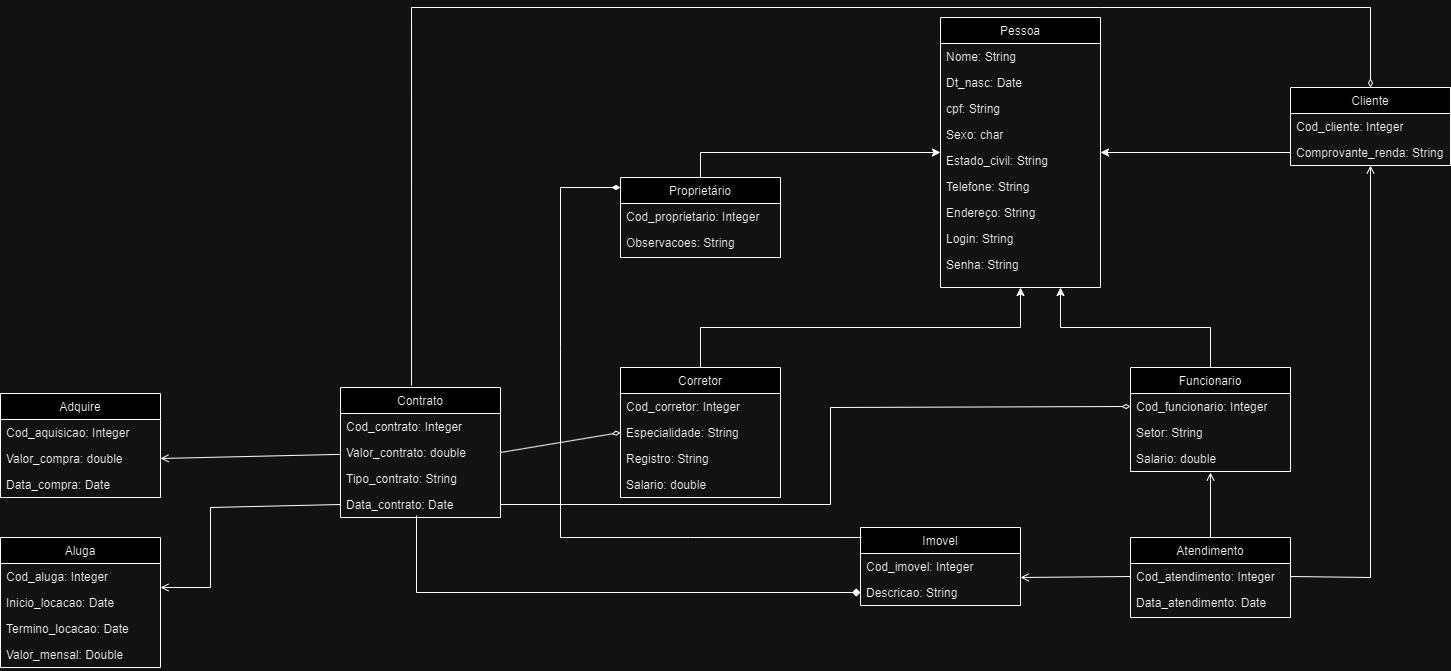 Pessoa
Nome: String
Dt_nasc: Date
cpf: String
Sexo: char
Estado_civil: String
Telefone: String
Endereço: String
Login: String
Senha: String
Cliente
Cod_cliente: Integer
Comprovante_renda: String
Proprietário
Cod_proprietario: Integer
Observacoes: String
Corretor
Cod_corretor: Integer
Especialidade: String
Registro: String
Salario: double
Funcionario
Cod_funcionario: Integer
Setor: String
Salario: double
Contrato
Cod_contrato: Integer
Valor_contrato: double
Tipo_contrato: String
Data_contrato: Date
Adquire
Cod_aquisicao: Integer
Valor_compra: double
Data_compra: Date
Aluga
Cod_aluga: Integer
Inicio_locacao: Date
Termino_locacao: Date
Valor_mensal: Double
Imovel
Cod_imovel: Integer
Descricao: String
Atendimento
Cod_atendimento: Integer
Data_atendimento: Date